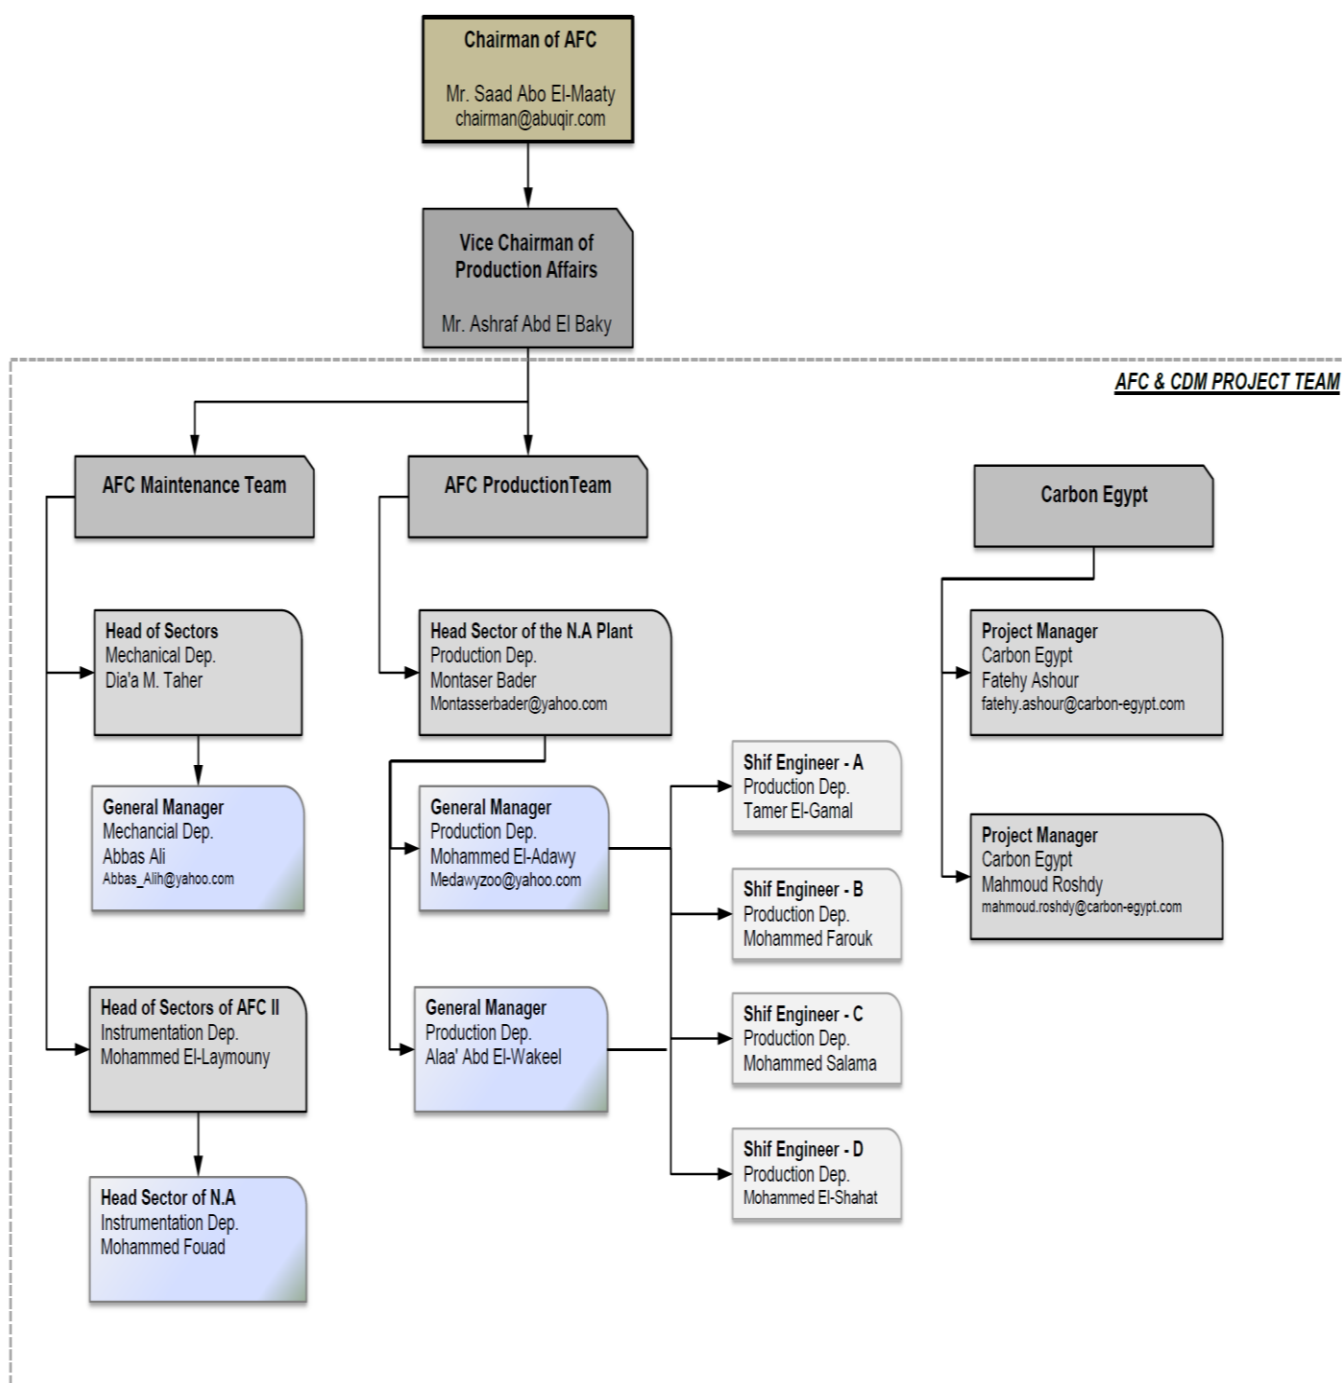 Chairman of AFC
Mr. Saad Abo El-Maaty
chairman@abuqir.com
Vice Chairman of
Production Affairs
Mr. Ashraf Abd El Baky
AFC & CDM PROJECT TEAM
AFC Maintenance Team
AFC ProductionTeam
Carbon Egypt
Head of Sectors
Mechanical Dep.
Dia'a M. Taher
Head Sector of the N.A Plant
Production Dep.
Montaser Bader
Montasserbader@yahoo.com
Project Manager
Carbon Egypt
Fatehy Ashour
fatehy.ashour@carbon-egypt.com
General Manager
Mechancial Dep.
Abbas Ali
Abbas_Alih@yahoo.com
General Manager
Production Dep.
Mohammed El-Adawy
Medawyzoo@yahoo.com
Shif Engineer - A
Production Dep.
Tamer El-Gamal
Shif Engineer - B
Production Dep.
Mohammed Farouk
Project Manager
Carbon Egypt
Mahmoud Roshdy
mahmoud.roshdy@carbon-egypt.com
Head of Sectors of AFC II
Instrumentation Dep.
Mohammed El-Laymouny
General Manager
Production Dep.
Alaa' Abd El-Wakeel
Shif Engineer - C
Production Dep.
Mohammed Salama
Shif Engineer - D
Production Dep.
Mohammed El-Shahat
Head Sector of N.A
Instrumentation Dep.
Mohammed Fouad